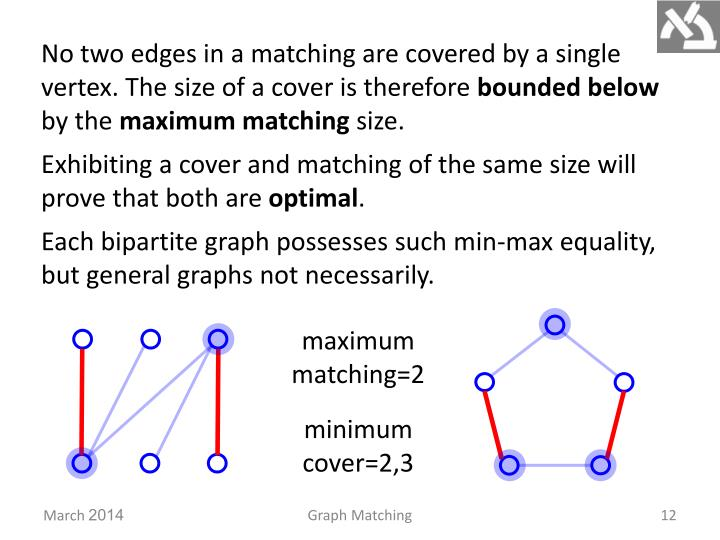 No two edges in a matching are covered by a single
vertex. The size of a cover is therefore bounded below
by the maximum matching size.
Exhibiting a cover and matching of the same size will
prove that both are optimal.
Each bipartite graph possesses such min-max equality,
but general graphs not necessarily.
maximum
matching=2
minimum
cover=2,3
March 2014
Graph Matching
12